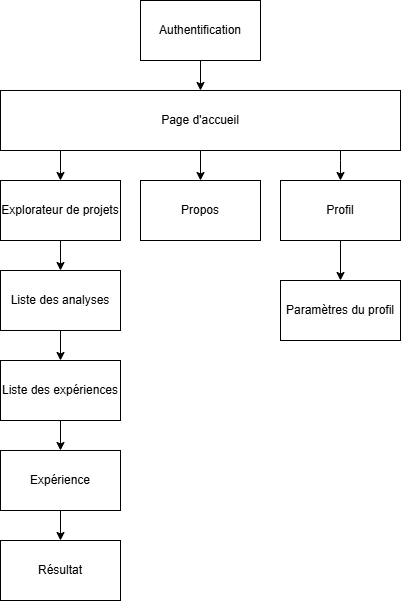 Authentification
Page d'accueil
Explorateur de projets
Propos
Profil
Liste des analyses
Paramètres du profil
Liste des expériences
Expérience
Résultat